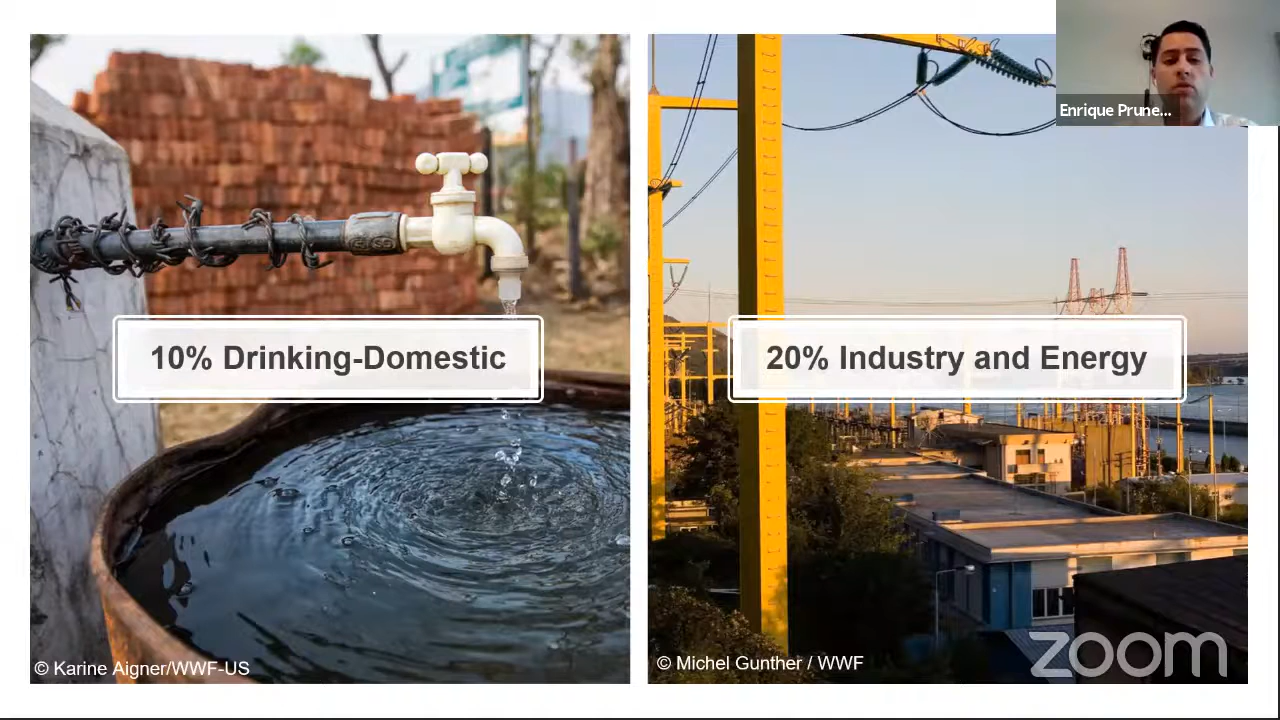 Enrique Prune...
10% Drinking-Domestic
20% Industry and Energy
© Karine Aigner/WWF-US
© Michel Gunther / WWF
zoom